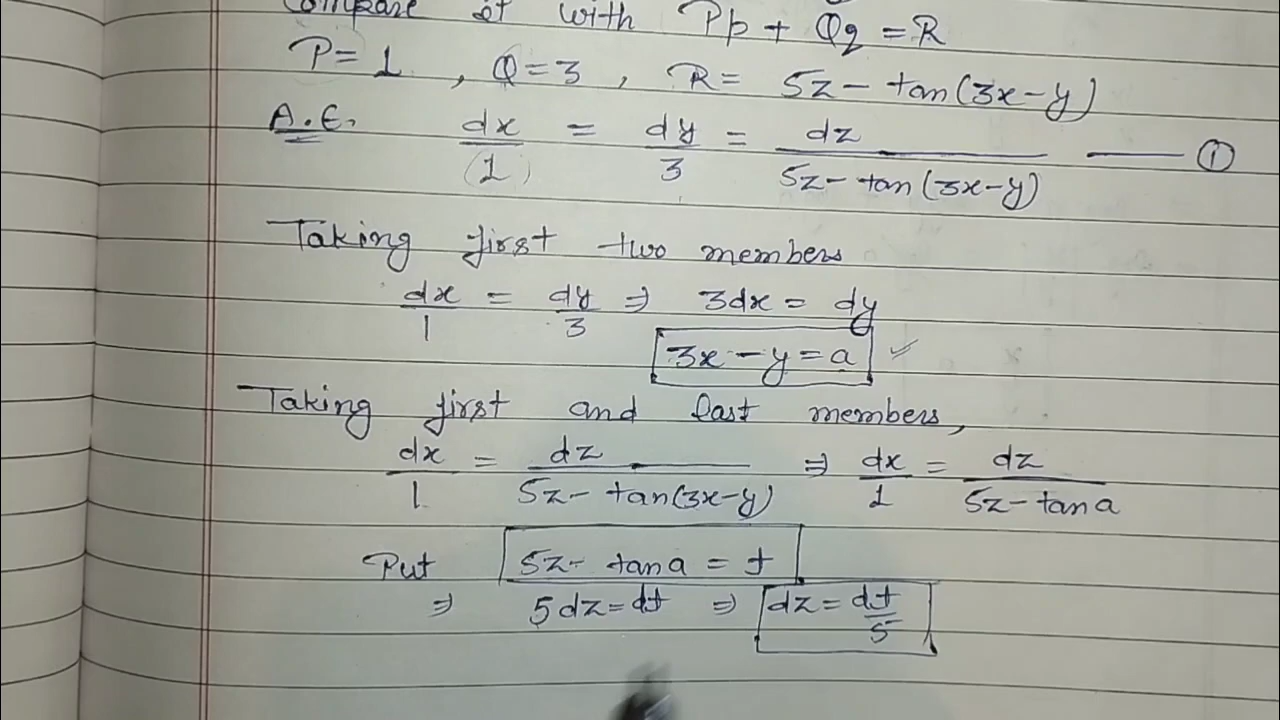 Compare it with Pp + Qq = R
P = 1 , Q = 3 , R = 5z - tan(3x-y)
A.E. dx/(1) = dy/3 = dz/(5z - tan(3x-y)) —— ①
Taking first two members
dx/1 = dy/3 ⇒ 3dx = dy
3x - y = a ✓
Taking first and last members,
dx/1. = dz/(5z - tan(3x-y)) ⇒ dx/1 = dz/(5z - tan a)
Put 5z - tan a = t
⇒ 5dz = dt ⇒ dz = dt/5